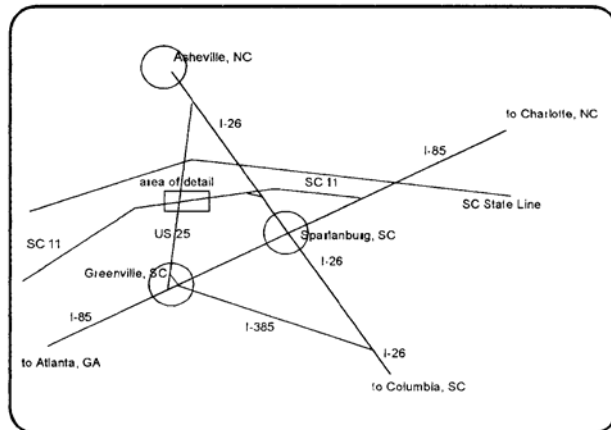 Asheville, NC
I-26
to Charlotte, NC
I-85
area of detail
SC 11
SC State Line
US 25
Spartanburg, SC
SC 11
I-26
Greenville, SC
I-85
I-385
I-26
to Atlanta, GA
to Columbia, SC